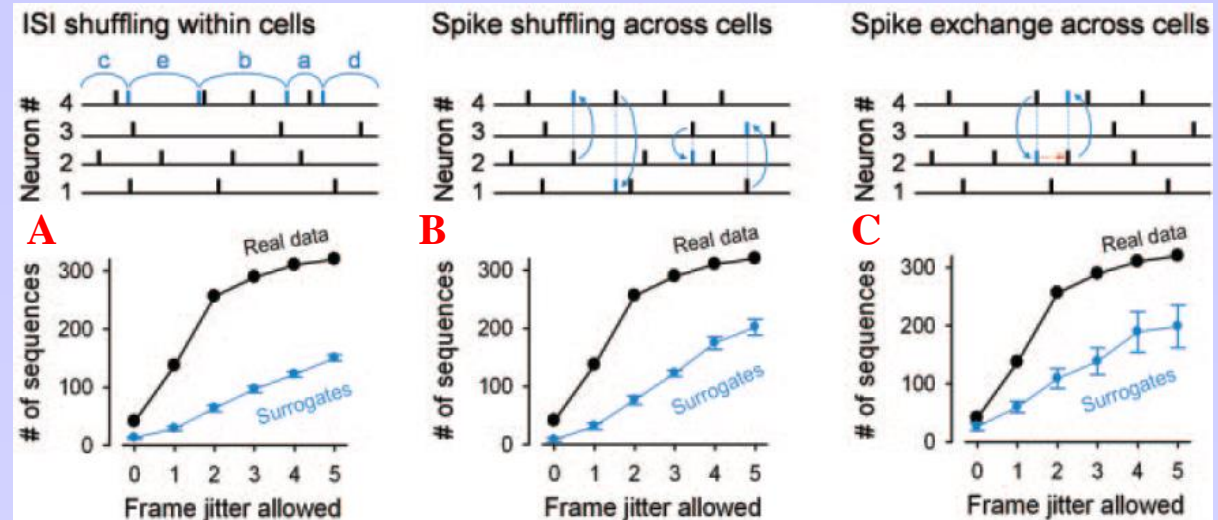 ISI shuffling within cells
c e b a d
Neuron #
4
3
2
1
A
Real data
Surrogates
# of sequences
300
200
100
0
0 1 2 3 4 5
Frame jitter allowed
Spike shuffling across cells
Neuron #
4
3
2
1
B
Real data
Surrogates
# of sequences
300
200
100
0
0 1 2 3 4 5
Frame jitter allowed
Spike exchange across cells
Neuron #
4
3
2
1
C
Real data
Surrogates
# of sequences
300
200
100
0
0 1 2 3 4 5
Frame jitter allowed